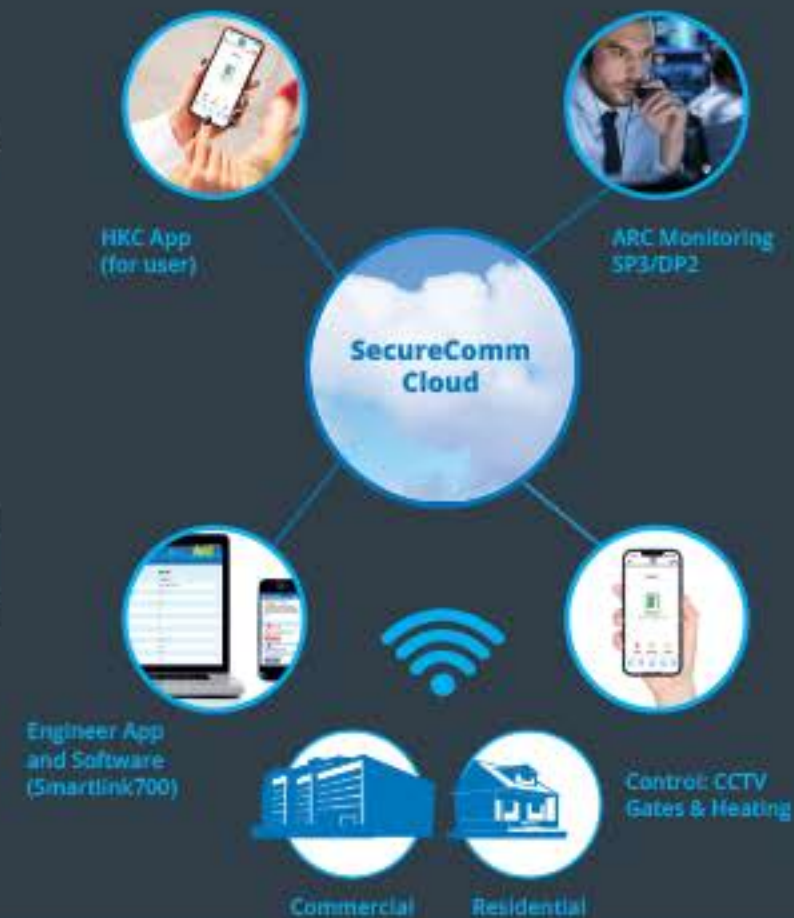 HKC App
(for user)
ARC Monitoring
SP3/DP2
SecureComm
Cloud
Engineer App
and Software
(Smartlink700)
Control: CCTV
Gates & Heating
Commercial
Residential